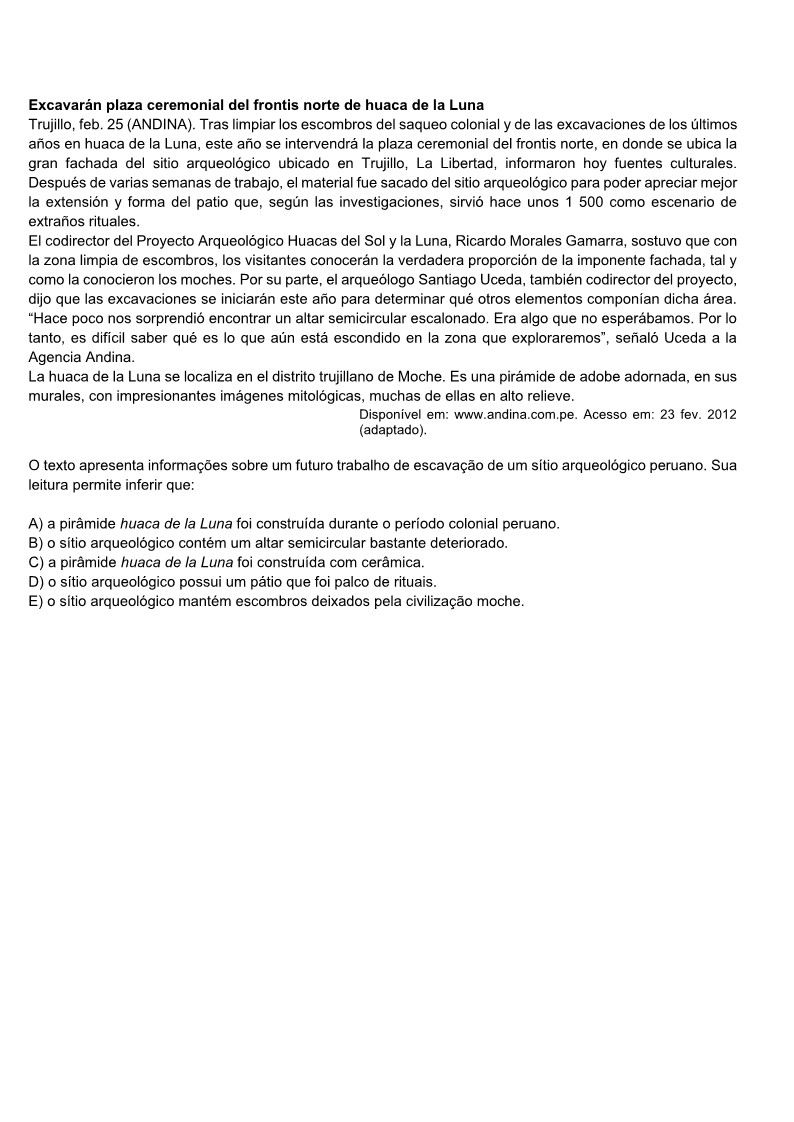 Excavarán plaza ceremonial del frontis norte de huaca de la Luna
Trujillo, feb. 25 (ANDINA). Tras limpiar los escombros del saqueo colonial y de las excavaciones de los últimos
años en huaca de la Luna, este año se intervendrá la plaza ceremonial del frontis norte, en donde se ubica la
gran fachada del sitio arqueológico ubicado en Trujillo, La Libertad, informaron hoy fuentes culturales.
Después de varias semanas de trabajo, el material fue sacado del sitio arqueológico para poder apreciar mejor
la extensión y forma del patio que, según las investigaciones, sirvió hace unos 1 500 como escenario de
extraños rituales.
El codirector del Proyecto Arqueológico Huacas del Sol y la Luna, Ricardo Morales Gamarra, sostuvo que con
la zona limpia de escombros, los visitantes conocerán la verdadera proporción de la imponente fachada, tal y
como la conocieron los moches. Por su parte, el arqueólogo Santiago Uceda, también codirector del proyecto,
dijo que las excavaciones se iniciarán este año para determinar qué otros elementos componían dicha área.
“Hace poco nos sorprendió encontrar un altar semicircular escalonado. Era algo que no esperábamos. Por lo
tanto, es difícil saber qué es lo que aún está escondido en la zona que exploraremos”, señaló Uceda a la
Agencia Andina.
La huaca de la Luna se localiza en el distrito trujillano de Moche. Es una pirámide de adobe adornada, en sus
murales, con impresionantes imágenes mitológicas, muchas de ellas en alto relieve.
Disponível em: www.andina.com.pe. Acesso em: 23 fev. 2012
(adaptado).
O texto apresenta informações sobre um futuro trabalho de escavação de um sítio arqueológico peruano. Sua
leitura permite inferir que:
A) a pirâmide huaca de la Luna foi construída durante o período colonial peruano.
B) o sítio arqueológico contém um altar semicircular bastante deteriorado.
C) a pirâmide huaca de la Luna foi construída com cerâmica.
D) o sítio arqueológico possui um pátio que foi palco de rituais.
E) o sítio arqueológico mantém escombros deixados pela civilização moche.